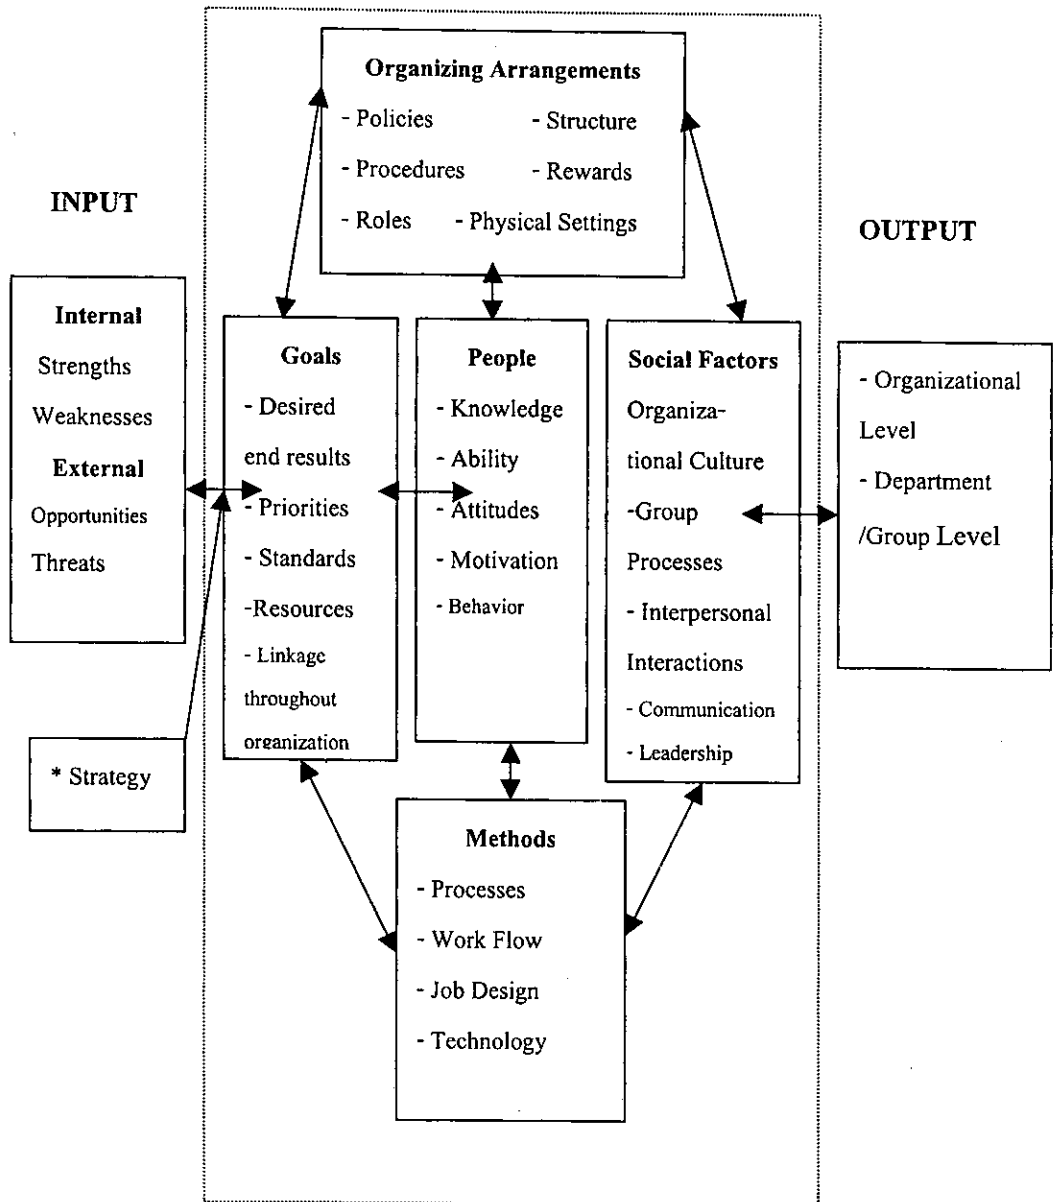 Organizing Arrangements
- Policies - Structure
- Procedures - Rewards
- Roles - Physical Settings
INPUT
Internal
Strengths
Weaknesses
External
Opportunities
Threats
* Strategy
Goals
- Desired
end results
- Priorities
- Standards
-Resources
- Linkage
throughout
organization
People
- Knowledge
- Ability
- Attitudes
- Motivation
- Behavior
Social Factors
Organiza-
tional Culture
-Group
Processes
- Interpersonal
Interactions
- Communication
- Leadership
Methods
- Processes
- Work Flow
- Job Design
- Technology
OUTPUT
- Organizational
Level
- Department
/Group Level